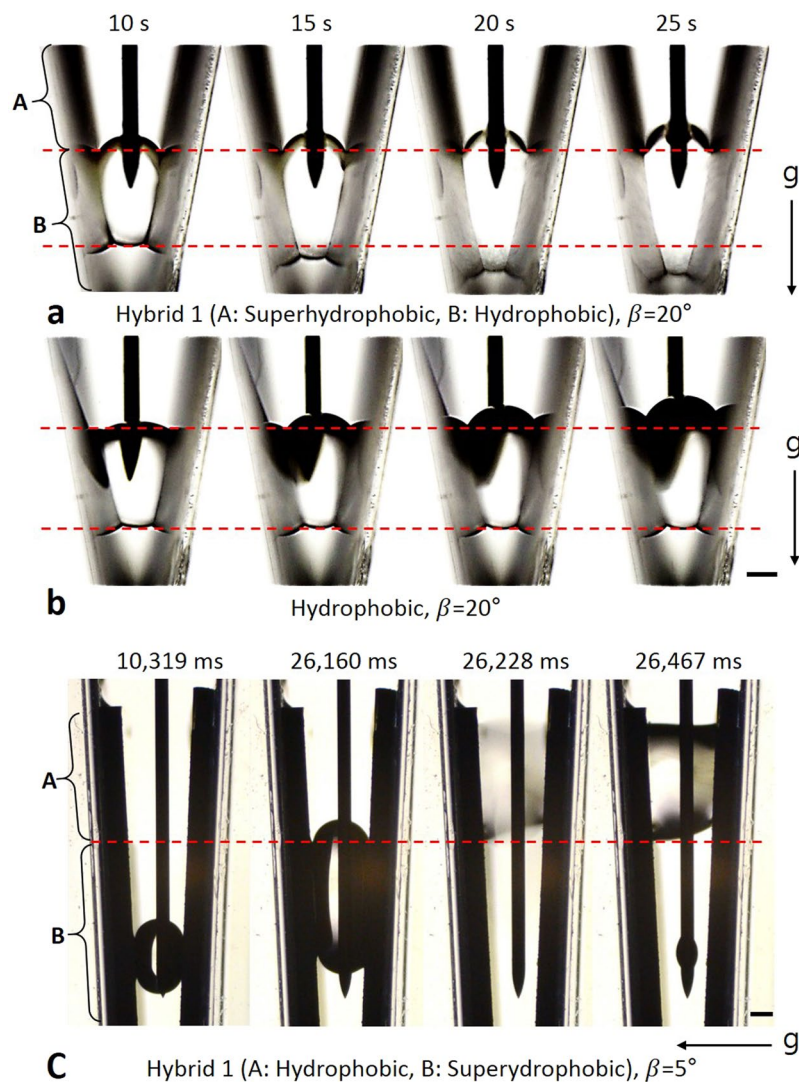 10 s 15 s 20 s 25 s
A
B
g
a Hybrid 1 (A: Superhydrophobic, B: Hydrophobic), β=20°
g
b Hydrophobic, β=20°
10,319 ms 26,160 ms 26,228 ms 26,467 ms
A
B
g
C Hybrid 1 (A: Hydrophobic, B: Superydrophobic), β=5°